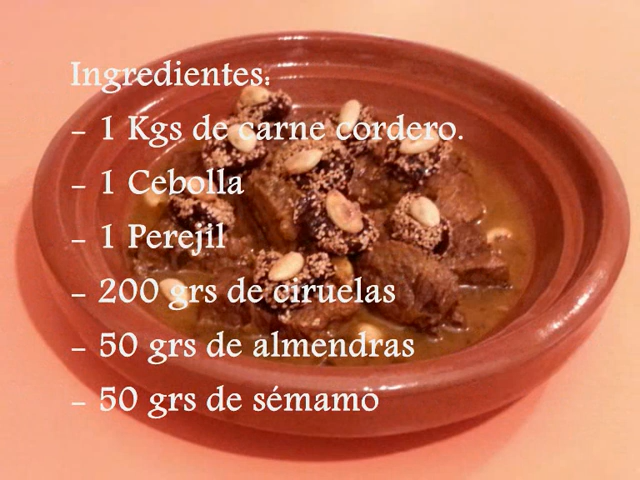 Ingredientes:
- 1 Kgs de carne cordero.
- 1 Cebolla
- 1 Perejil
- 200 grs de ciruelas
- 50 grs de almendras
- 50 grs de sémamo